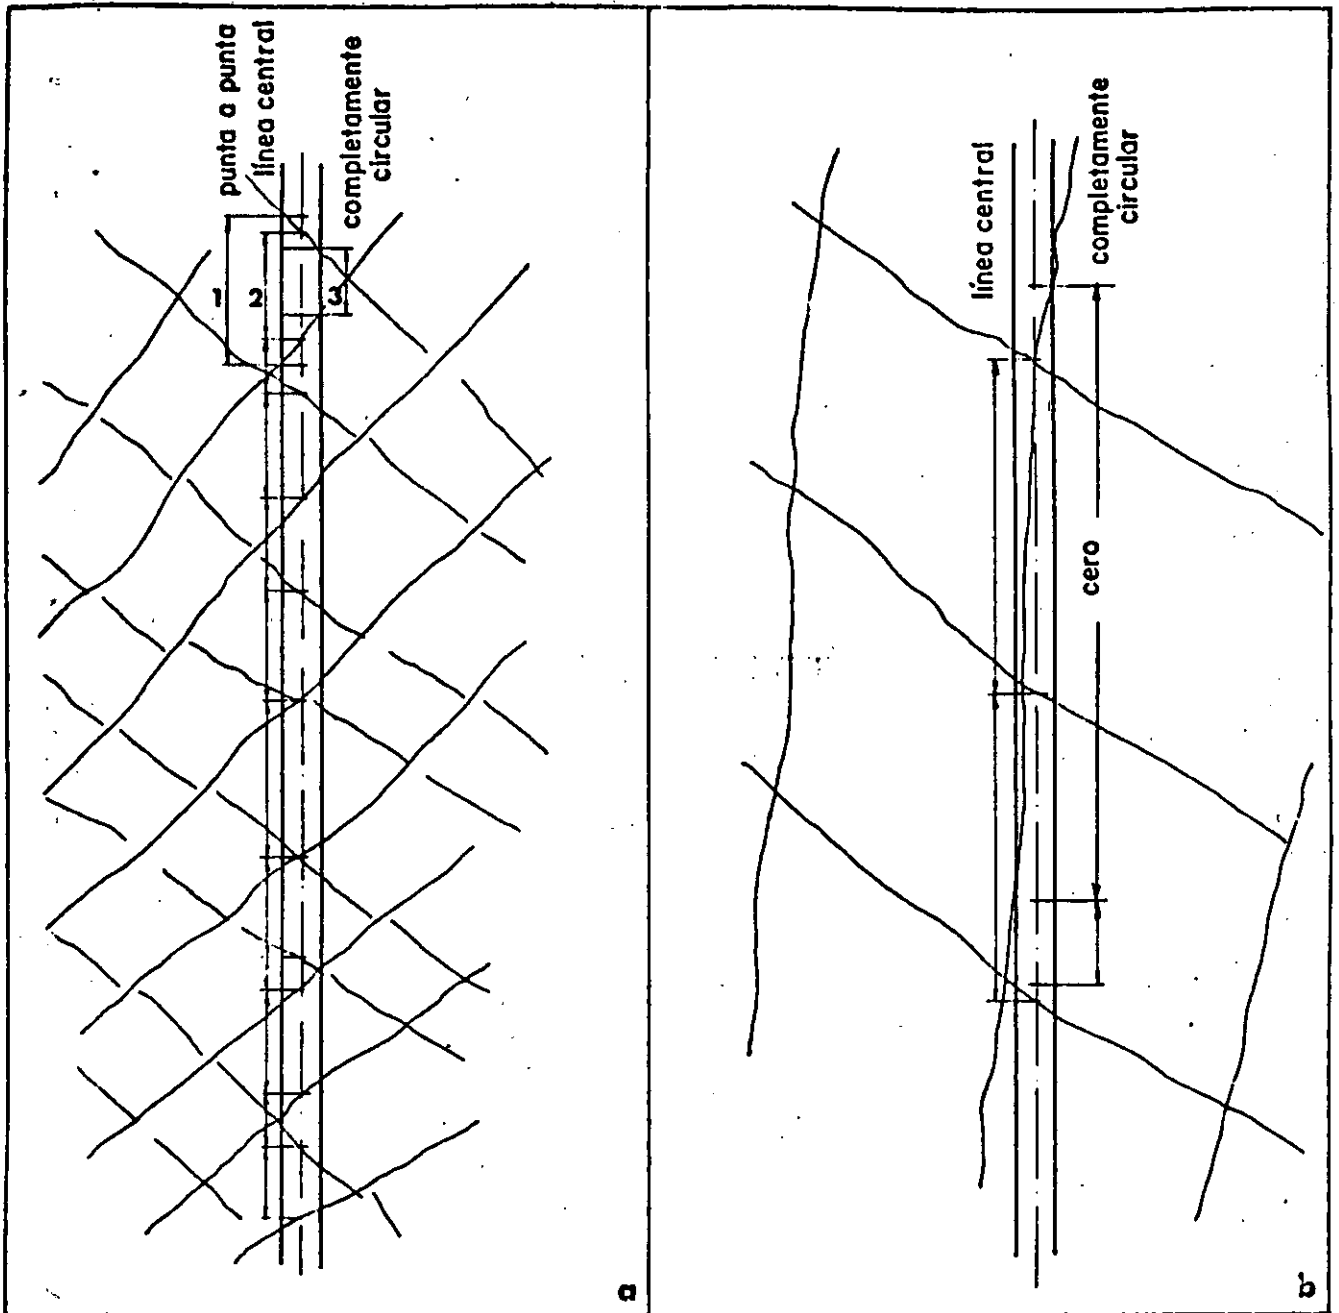 punta a punta
línea central
completamente
circular
1
2
3
a
línea central
completamente
circular
cero
b